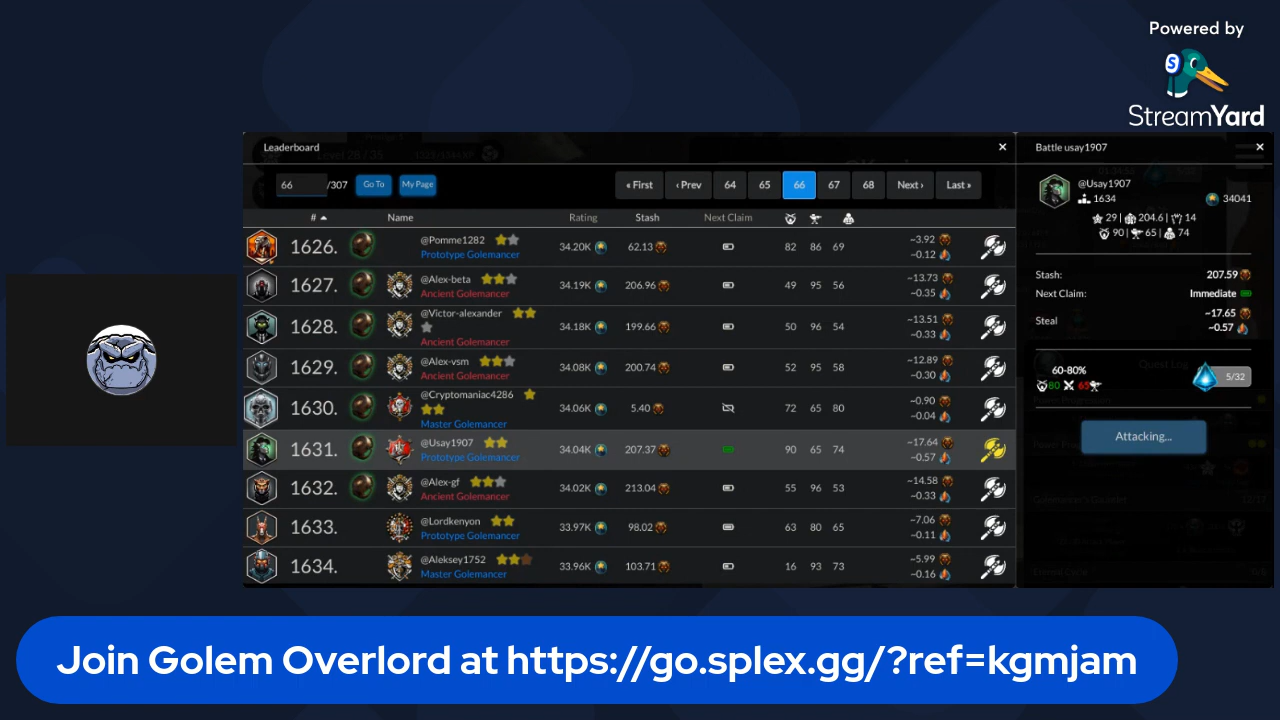 Powered by
StreamYard
Leaderboard
66 /307 Go To My Page « First ‹ Prev 64 65 66 67 68 Next › Last »
# Name Rating Stash Next Claim
1626. @Pomme1282 34.20K 62.13 82 86 69 ~3.92
Prototype Golemancer ~0.12
1627. @Alex-beta 34.19K 206.96 49 95 56 ~13.73
Ancient Golemancer ~0.35
1628. @Victor-alexander 34.18K 199.66 50 96 54 ~13.51
Ancient Golemancer ~0.33
1629. @Alex-vsm 34.08K 200.74 52 95 58 ~12.89
Ancient Golemancer ~0.30
1630. @Cryptomaniac4286 34.06K 5.40 72 65 80 ~0.90
Master Golemancer ~0.04
1631. @Usay1907 34.04K 207.37 90 65 74 ~17.64
Prototype Golemancer ~0.57
1632. @Alex-gf 34.02K 213.04 55 96 53 ~14.58
Ancient Golemancer ~0.33
1633. @Lordkenyon 33.97K 98.02 63 80 65 ~7.06
Prototype Golemancer ~0.11
1634. @Aleksey1752 33.96K 103.71 16 93 73 ~5.99
Master Golemancer ~0.16
Battle usay1907
@Usay1907
1634 34041
29 | 204.6 | 14
90 | 65 | 74
Stash: 207.59
Next Claim: Immediate
Steal ~17.65
~0.57
Quest Log
60-80%
80 65
5/32
Attacking...
Join Golem Overlord at https://go.splex.gg/?ref=kgmjam